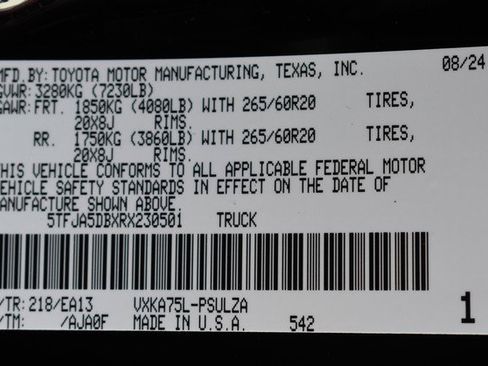 MFD.BY: TOYOTA MOTOR MANUFACTURING, TEXAS, INC. 08/24
GVWR: 3280KG (7230LB)
GAWR: FRT. 1850KG (4080LB) WITH 265/60R20 TIRES,
20X8J RIMS.
RR. 1750KG (3860LB) WITH 265/60R20 TIRES,
20X8J RIMS.
THIS VEHICLE CONFORMS TO ALL APPLICABLE FEDERAL MOTOR
VEHICLE SAFETY STANDARDS IN EFFECT ON THE DATE OF
MANUFACTURE SHOWN ABOVE.
5TFJA5DBXRX230501 TRUCK
/TR: 218/EA13 VXKA75L-PSULZA
/TM: /AJA0F MADE IN U.S.A. 542 1